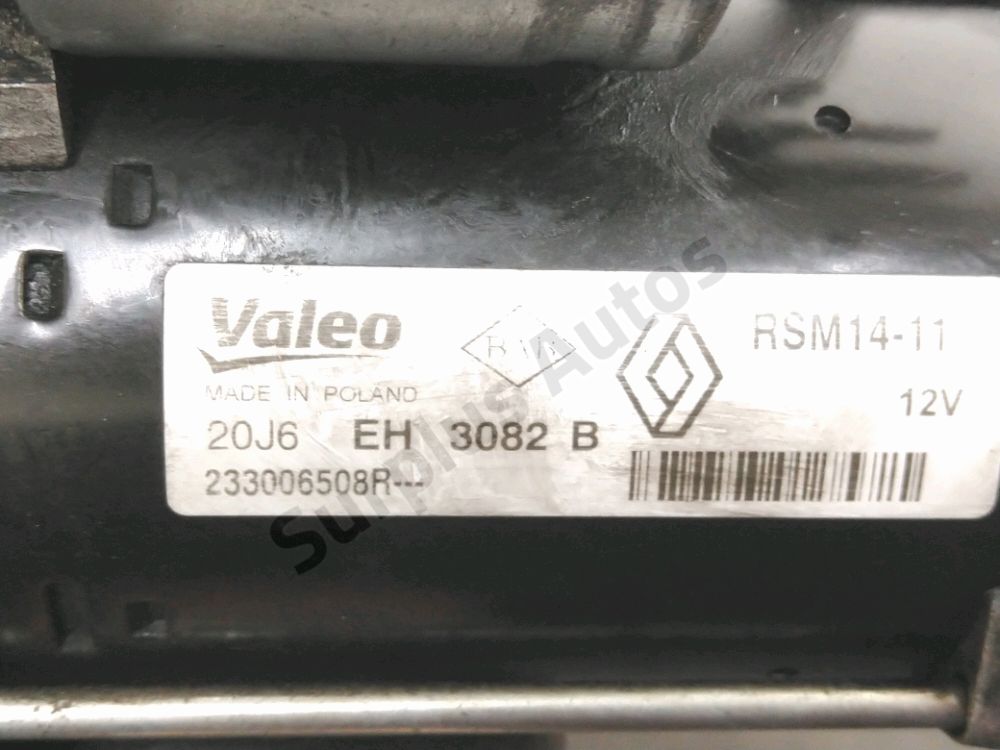 Valeo
RSM14-11
MADE IN POLAND
12V
20J6 EH 3082 B
233006508R---
Surplus Autos